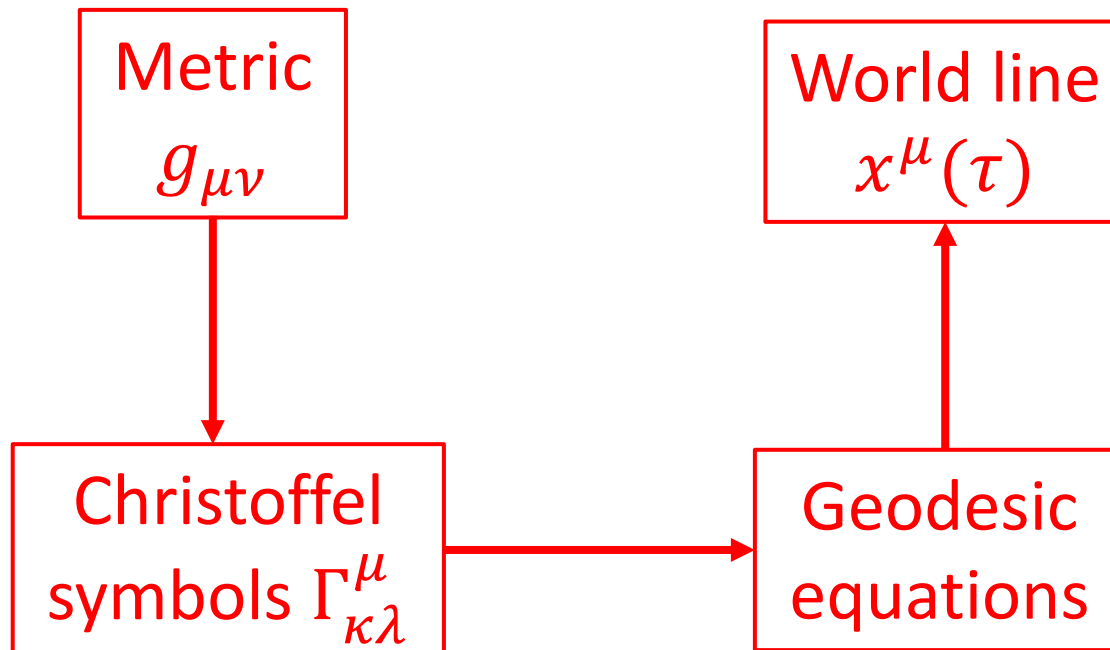 Metric
g_{μν}
World line
x^μ(τ)
Christoffel
symbols Γ^μ_{κλ}
Geodesic
equations